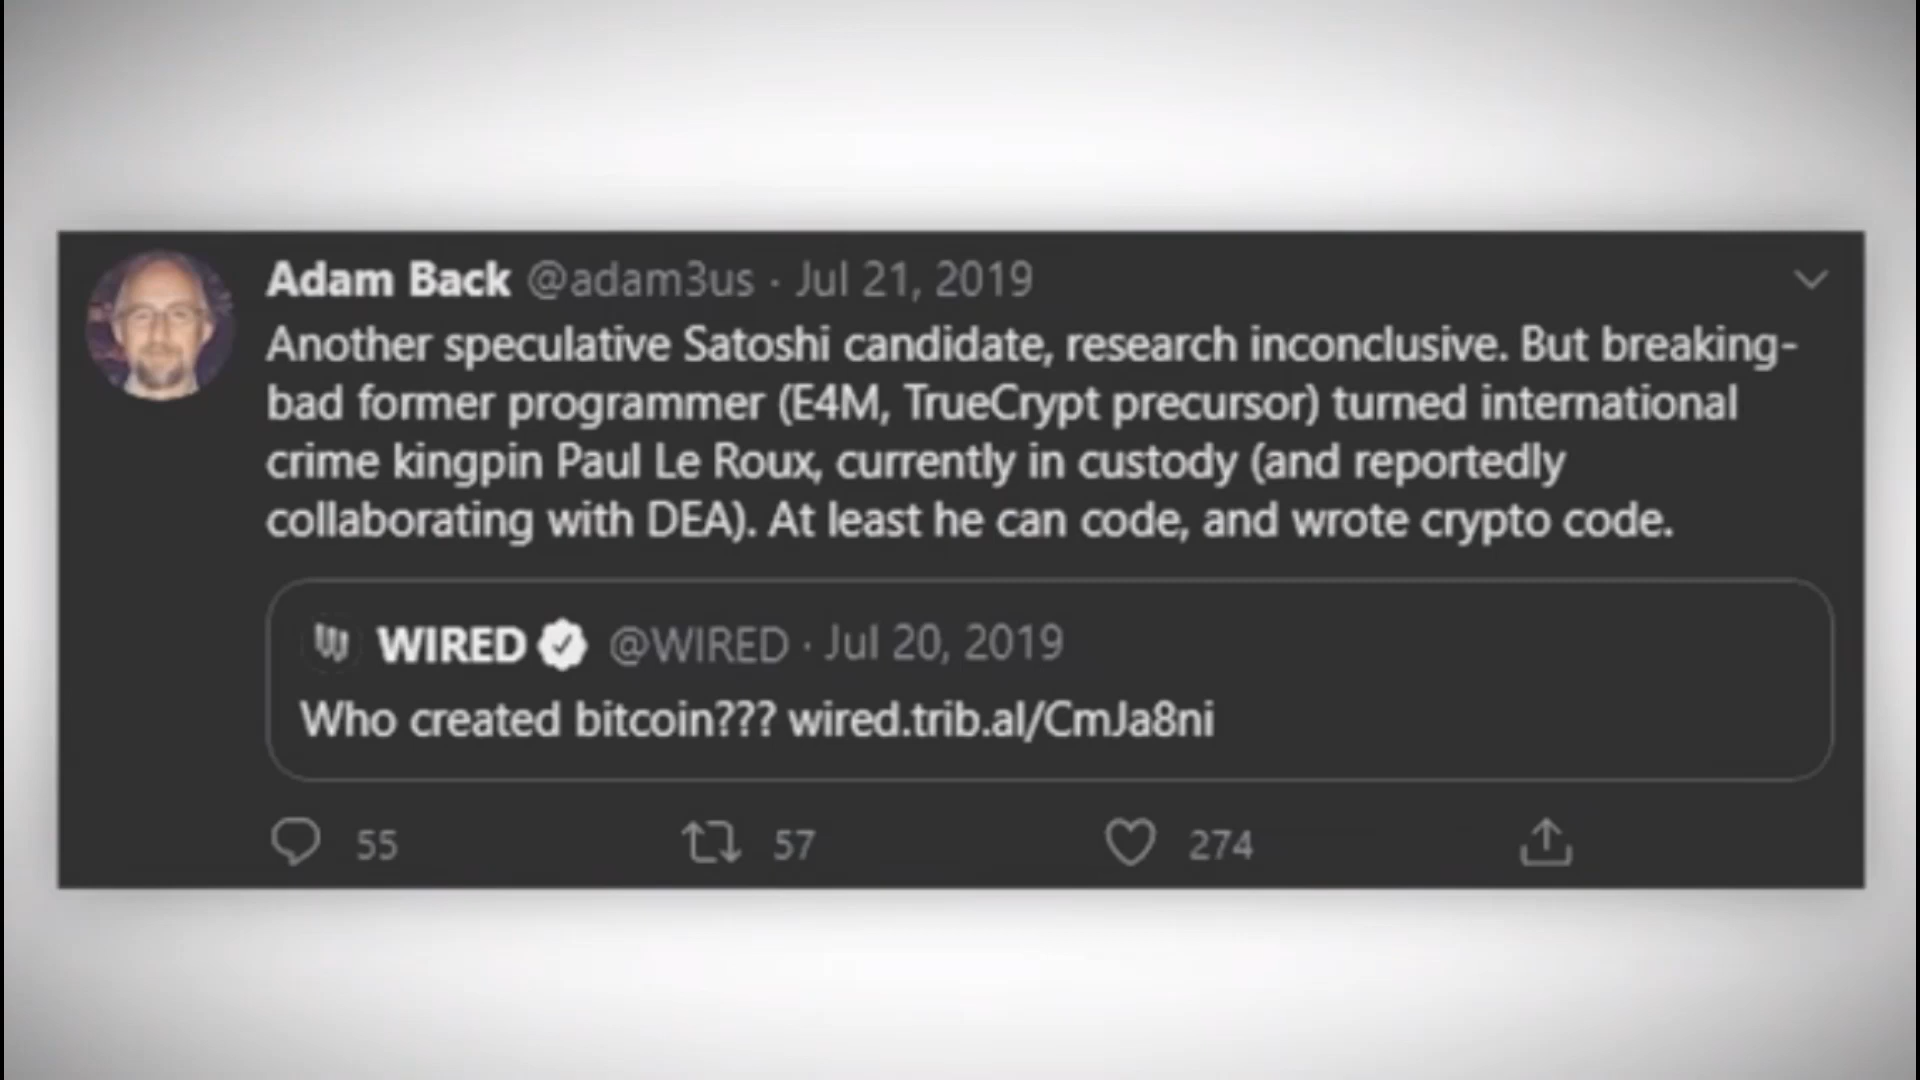 Adam Back @adam3us · Jul 21, 2019
Another speculative Satoshi candidate, research inconclusive. But breaking-
bad former programmer (E4M, TrueCrypt precursor) turned international
crime kingpin Paul Le Roux, currently in custody (and reportedly
collaborating with DEA). At least he can code, and wrote crypto code.
WIRED @WIRED · Jul 20, 2019
Who created bitcoin??? wired.trib.al/CmJa8ni
55 57 274